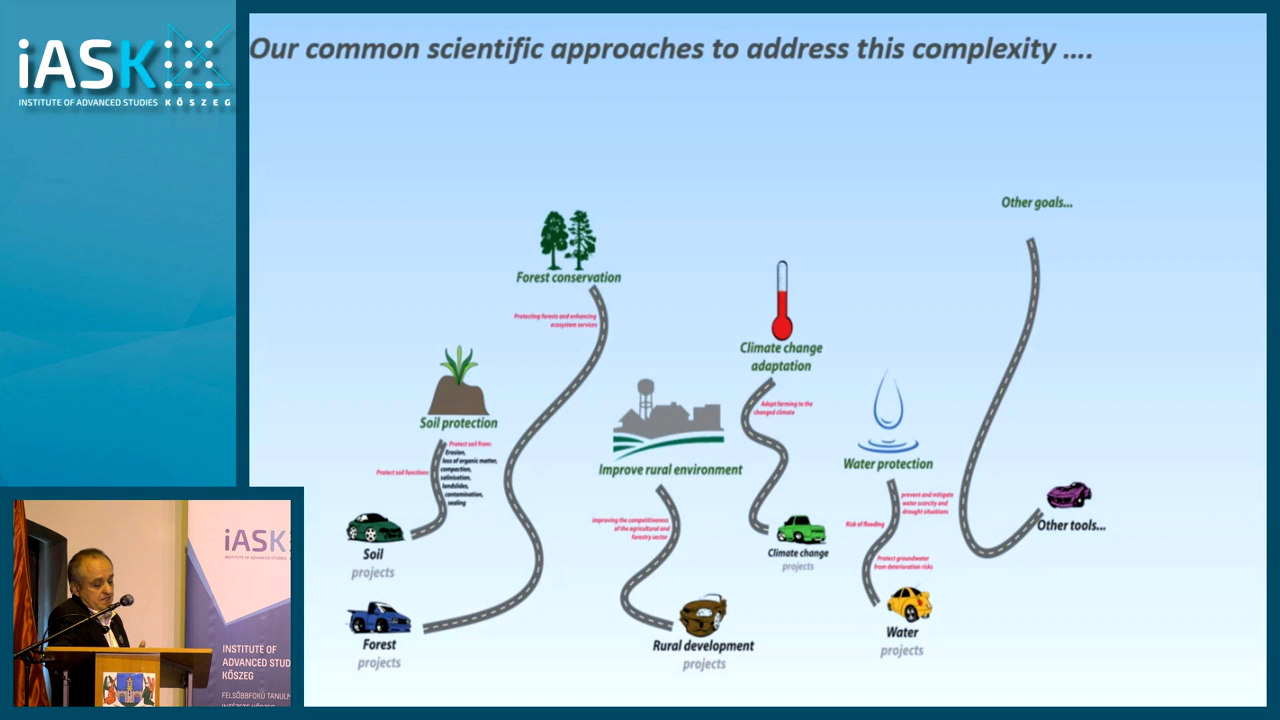 iASK
INSTITUTE OF ADVANCED STUDIES KŐSZEG
Our common scientific approaches to address this complexity ....
Other goals...
Forest conservation
Protecting forests and enhancing
ecosystem services
Climate change
adaptation
Adapt farming to the
changed climate
Soil protection
Protect soil from:
Erosion,
loss of organic matter,
compaction,
salinisation,
landslides,
contamination,
sealing
Protect soil functions
Improve rural environment
improving the competitiveness
of the agricultural and
forestry sector
Water protection
prevent and mitigate
water scarcity and
drought situations
Risk of flooding
Protect groundwater
from deterioration risks
Other tools...
Soil
projects
Climate change
projects
Forest
projects
Rural development
projects
Water
projects
iASK
INSTITUTE OF
ADVANCED STUD
KŐSZEG
FELSŐBBFOKÚ TANULM